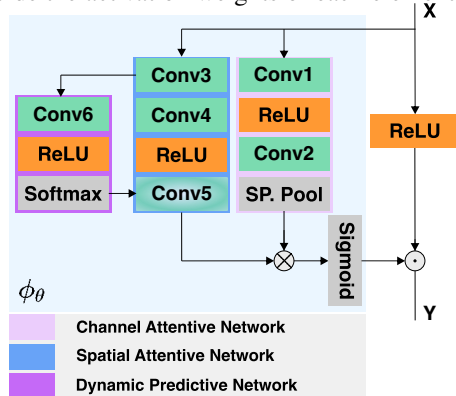 X
Conv3
Conv1
Conv6
Conv4
ReLU
ReLU
ReLU
ReLU
Conv2
Softmax
Conv5
SP. Pool
Sigmoid
ϕθ
Y
Channel Attentive Network
Spatial Attentive Network
Dynamic Predictive Network